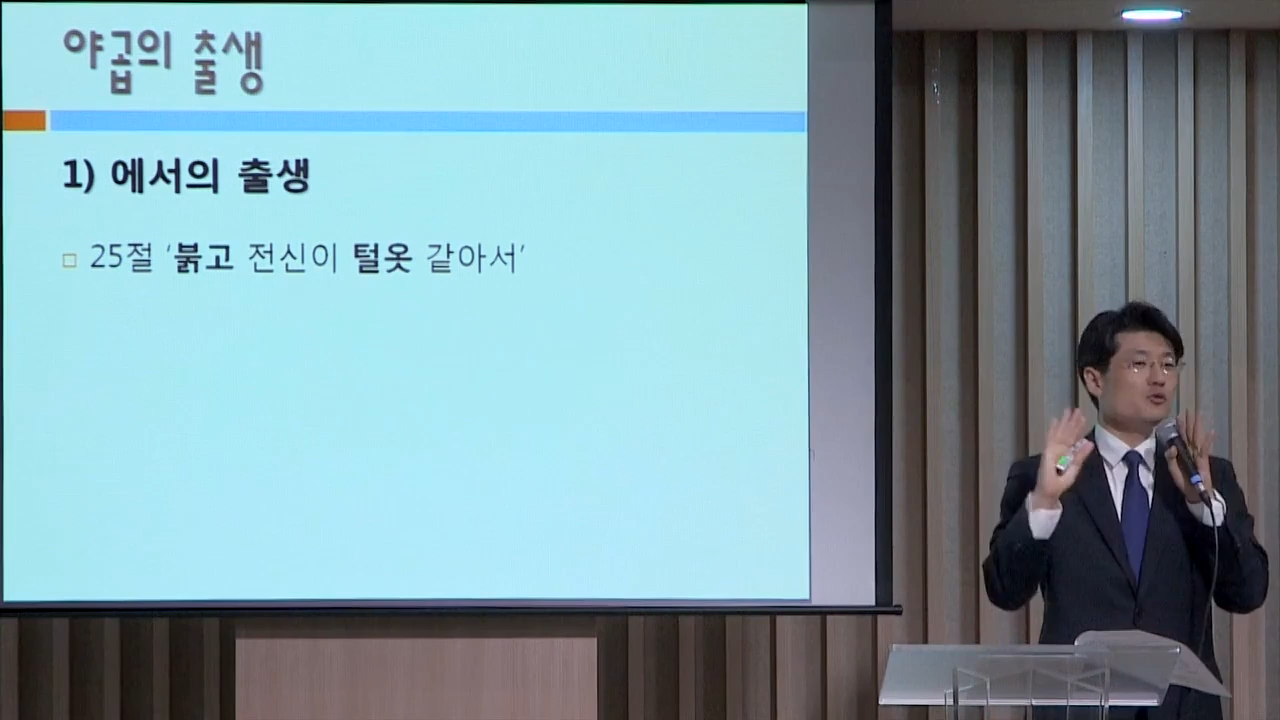 야곱의 출생
1) 에서의 출생
25절 '붉고 전신이 털옷 같아서'